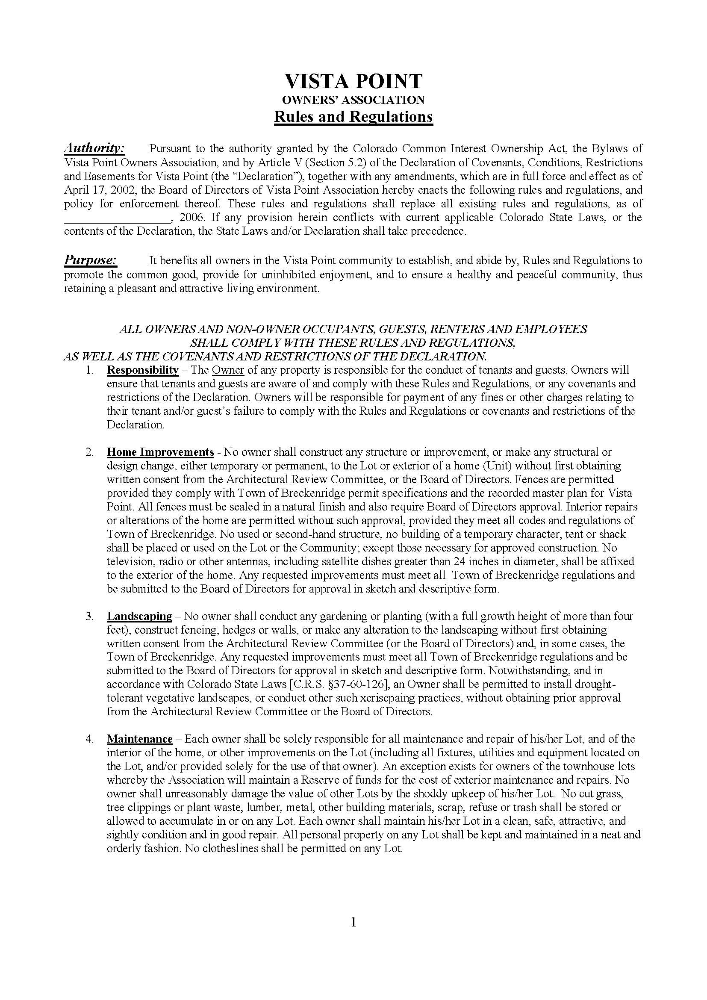 VISTA POINT
OWNERS’ ASSOCIATION
Rules and Regulations
Authority: Pursuant to the authority granted by the Colorado Common Interest Ownership Act, the Bylaws of
Vista Point Owners Association, and by Article V (Section 5.2) of the Declaration of Covenants, Conditions, Restrictions
and Easements for Vista Point (the “Declaration”), together with any amendments, which are in full force and effect as of
April 17, 2002, the Board of Directors of Vista Point Association hereby enacts the following rules and regulations, and
policy for enforcement thereof. These rules and regulations shall replace all existing rules and regulations, as of
__________________, 2006. If any provision herein conflicts with current applicable Colorado State Laws, or the
contents of the Declaration, the State Laws and/or Declaration shall take precedence.
Purpose: It benefits all owners in the Vista Point community to establish, and abide by, Rules and Regulations to
promote the common good, provide for uninhibited enjoyment, and to ensure a healthy and peaceful community, thus
retaining a pleasant and attractive living environment.
ALL OWNERS AND NON-OWNER OCCUPANTS, GUESTS, RENTERS AND EMPLOYEES
SHALL COMPLY WITH THESE RULES AND REGULATIONS,
AS WELL AS THE COVENANTS AND RESTRICTIONS OF THE DECLARATION.
1. Responsibility – The Owner of any property is responsible for the conduct of tenants and guests. Owners will
ensure that tenants and guests are aware of and comply with these Rules and Regulations, or any covenants and
restrictions of the Declaration. Owners will be responsible for payment of any fines or other charges relating to
their tenant and/or guest’s failure to comply with the Rules and Regulations or covenants and restrictions of the
Declaration.
2. Home Improvements - No owner shall construct any structure or improvement, or make any structural or
design change, either temporary or permanent, to the Lot or exterior of a home (Unit) without first obtaining
written consent from the Architectural Review Committee, or the Board of Directors. Fences are permitted
provided they comply with Town of Breckenridge permit specifications and the recorded master plan for Vista
Point. All fences must be sealed in a natural finish and also require Board of Directors approval. Interior repairs
or alterations of the home are permitted without such approval, provided they meet all codes and regulations of
Town of Breckenridge. No used or second-hand structure, no building of a temporary character, tent or shack
shall be placed or used on the Lot or the Community; except those necessary for approved construction. No
television, radio or other antennas, including satellite dishes greater than 24 inches in diameter, shall be affixed
to the exterior of the home. Any requested improvements must meet all Town of Breckenridge regulations and
be submitted to the Board of Directors for approval in sketch and descriptive form.
3. Landscaping – No owner shall conduct any gardening or planting (with a full growth height of more than four
feet), construct fencing, hedges or walls, or make any alteration to the landscaping without first obtaining
written consent from the Architectural Review Committee (or the Board of Directors) and, in some cases, the
Town of Breckenridge. Any requested improvements must meet all Town of Breckenridge regulations and be
submitted to the Board of Directors for approval in sketch and descriptive form. Notwithstanding, and in
accordance with Colorado State Laws [C.R.S. §37-60-126], an Owner shall be permitted to install drought-
tolerant vegetative landscapes, or conduct other such xeriscpaing practices, without obtaining prior approval
from the Architectural Review Committee or the Board of Directors.
4. Maintenance – Each owner shall be solely responsible for all maintenance and repair of his/her Lot, and of the
interior of the home, or other improvements on the Lot (including all fixtures, utilities and equipment located on
the Lot, and/or provided solely for the use of that owner). An exception exists for owners of the townhouse lots
whereby the Association will maintain a Reserve of funds for the cost of exterior maintenance and repairs. No
owner shall unreasonably damage the value of other Lots by the shoddy upkeep of his/her Lot. No cut grass,
tree clippings or plant waste, lumber, metal, other building materials, scrap, refuse or trash shall be stored or
allowed to accumulate in or on any Lot. Each owner shall maintain his/her Lot in a clean, safe, attractive, and
sightly condition and in good repair. All personal property on any Lot shall be kept and maintained in a neat and
orderly fashion. No clotheslines shall be permitted on any Lot.
1